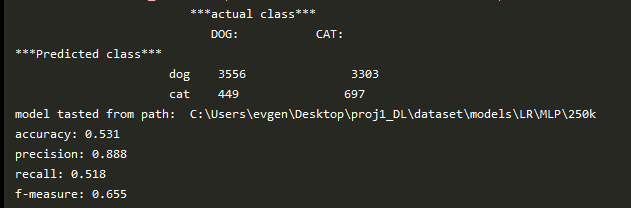 ***actual class***
DOG: CAT:
***Predicted class***
dog 3556 3303
cat 449 697
model tasted from path: C:\Users\evgen\Desktop\proj1_DL\dataset\models\LR\MLP\250k
accuracy: 0.531
precision: 0.888
recall: 0.518
f-measure: 0.655